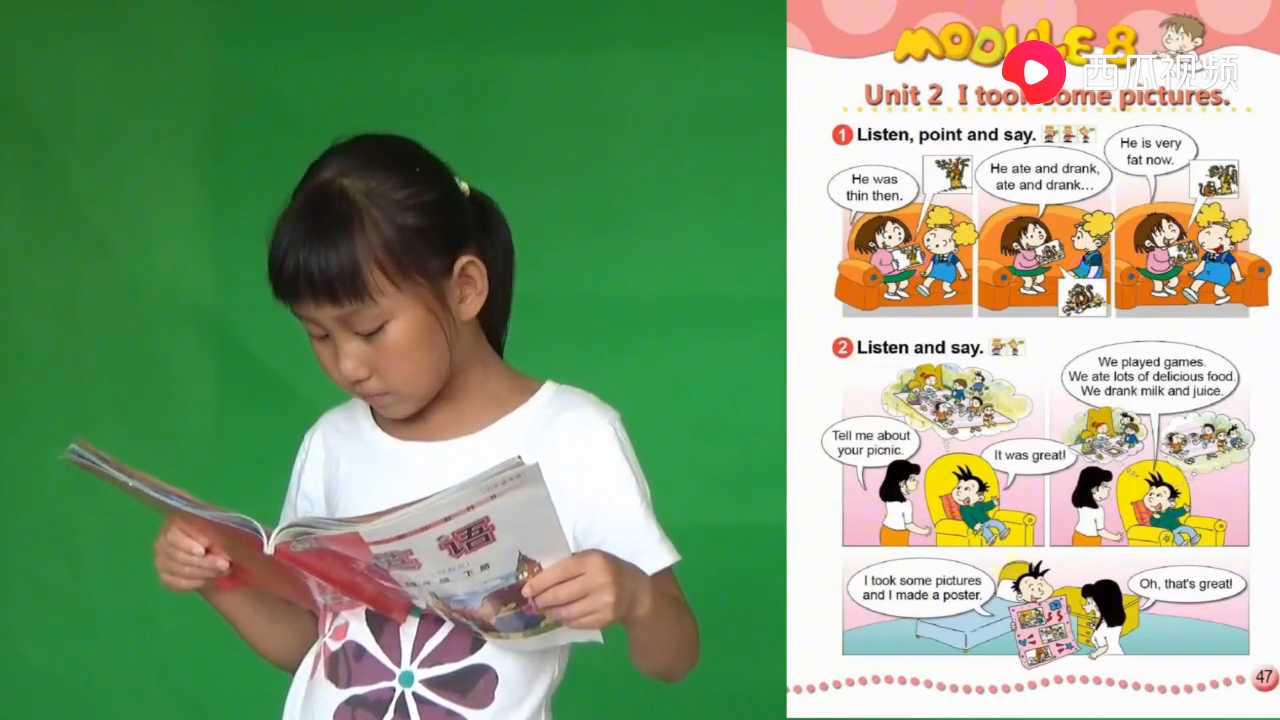 MODULE 8
西瓜视频
Unit 2 I took some pictures.
1 Listen, point and say.
He was
thin then.
He ate and drank,
ate and drank...
He is very
fat now.
2 Listen and say.
Tell me about
your picnic.
It was great!
We played games.
We ate lots of delicious food.
We drank milk and juice.
I took some pictures
and I made a poster.
Oh, that's great!
47
英语